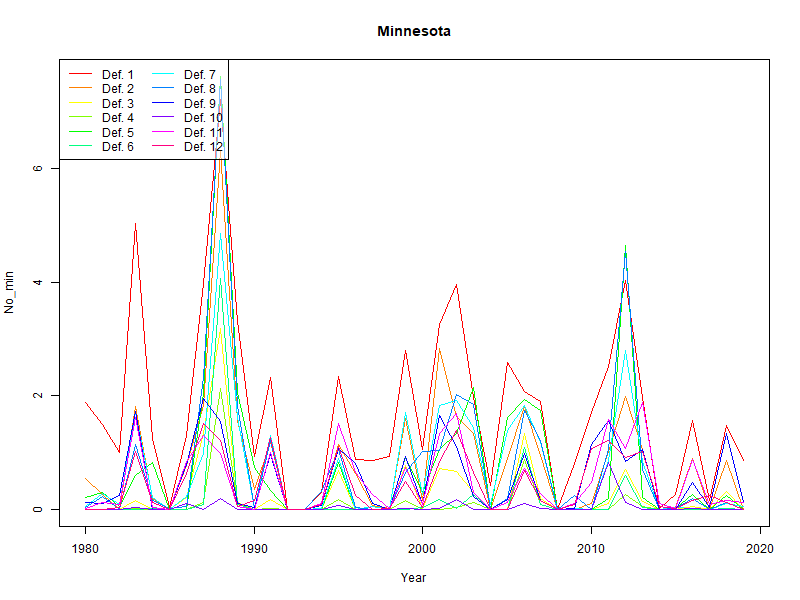 Minnesota
Def. 1 Def. 7
Def. 2 Def. 8
Def. 3 Def. 9
Def. 4 Def. 10
Def. 5 Def. 11
Def. 6 Def. 12
6
4
2
0
No_min
1980 1990 2000 2010 2020
Year